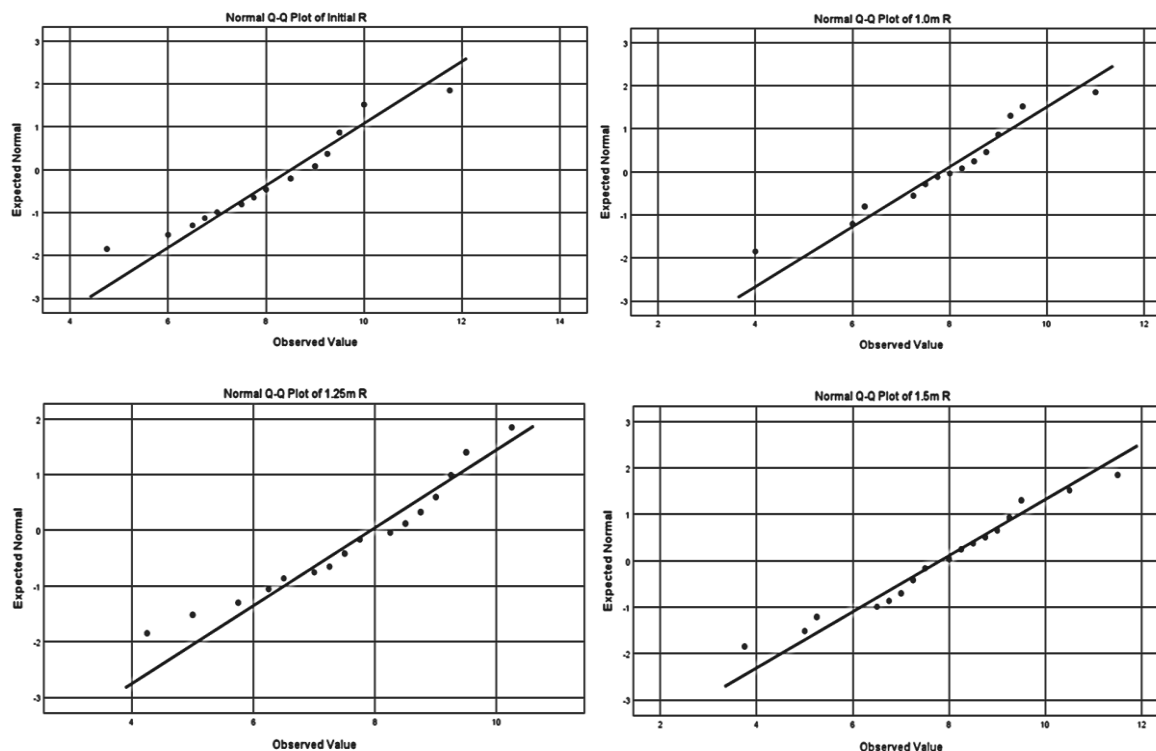 Normal Q-Q Plot of Initial R
3
2
1
0
-1
-2
-3
Expected Normal
4 6 8 10 12 14
Observed Value
Normal Q-Q Plot of 1.0m R
3
2
1
0
-1
-2
-3
Expected Normal
2 4 6 8 10 12
Observed Value
Normal Q-Q Plot of 1.25m R
2
1
0
-1
-2
-3
Expected Normal
4 6 8 10
Observed Value
Normal Q-Q Plot of 1.5m R
3
2
1
0
-1
-2
-3
Expected Normal
2 4 6 8 10 12
Observed Value